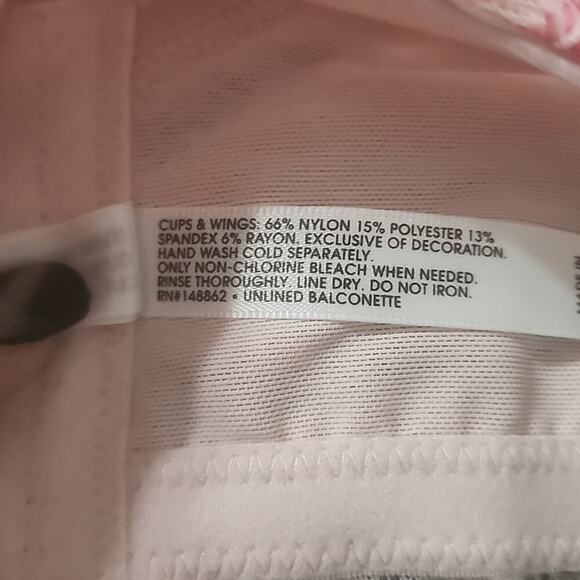 CUPS & WINGS: 66% NYLON 15% POLYESTER 13%
SPANDEX 6% RAYON. EXCLUSIVE OF DECORATION.
HAND WASH COLD SEPARATELY.
ONLY NON-CHLORINE BLEACH WHEN NEEDED.
RINSE THOROUGHLY. LINE DRY. DO NOT IRON.
RN#148862 • UNLINED BALCONETTE